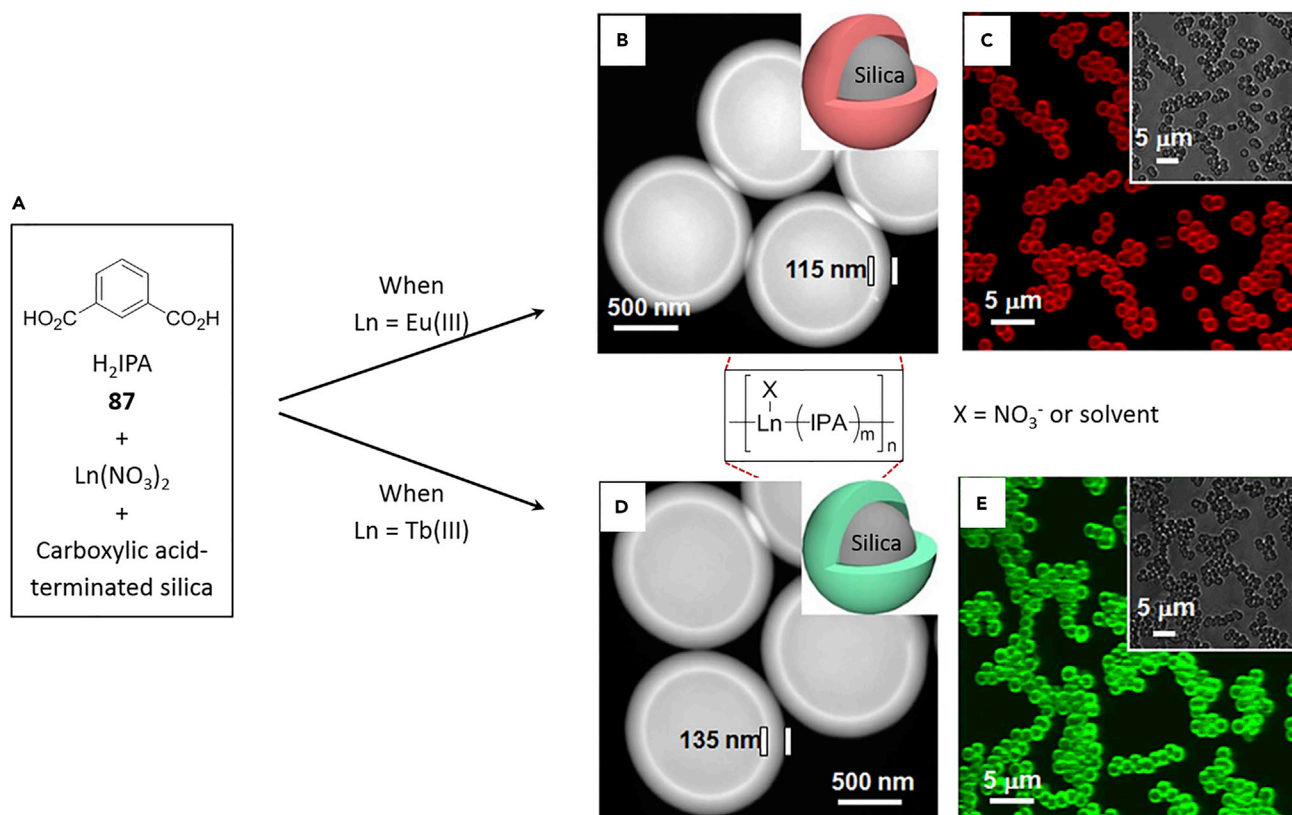 A
HO₂C
CO₂H
H₂IPA
87
+
Ln(NO₃)₂
+
Carboxylic acid-
terminated silica
When
Ln = Eu(III)
When
Ln = Tb(III)
B
Silica
115 nm
500 nm
C
5 μm
5 μm
X
Ln
(IPA)m
n
X = NO₃⁻ or solvent
D
Silica
135 nm
500 nm
E
5 μm
5 μm